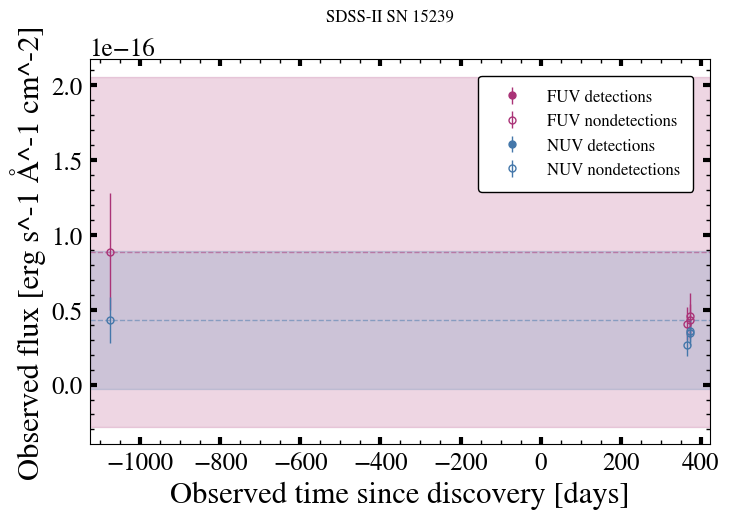 SDSS-II SN 15239
1e−16
Observed flux [erg s^-1 Å^-1 cm^-2]
2.0
1.5
1.0
0.5
0.0
FUV detections
FUV nondetections
NUV detections
NUV nondetections
−1000 −800 −600 −400 −200 0 200 400
Observed time since discovery [days]